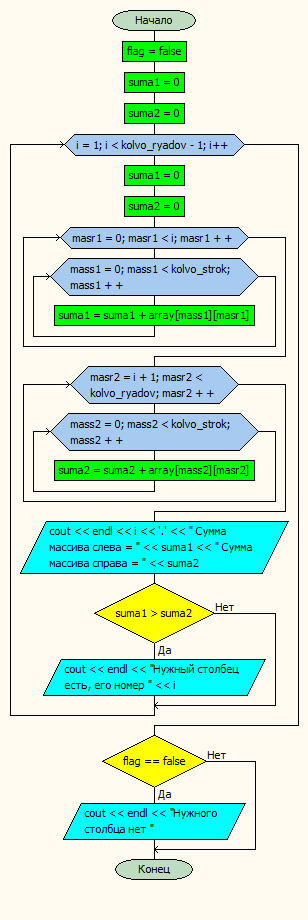 Начало
flag = false
suma1 = 0
suma2 = 0
i = 1; i < kolvo_ryadov - 1; i++
suma1 = 0
suma2 = 0
masr1 = 0; masr1 < i; masr1 + +
mass1 = 0; mass1 < kolvo_strok;
mass1 + +
suma1 = suma1 + array[mass1][masr1]
masr2 = i + 1; masr2 <
kolvo_ryadov; masr2 + +
mass2 = 0; mass2 < kolvo_strok;
mass2 + +
suma2 = suma2 + array[mass2][masr2]
cout << endl << i << '.' << " Сумма
массива слева = " << suma1 << " Сумма
массива справа = " << suma2
suma1 > suma2
Нет
Да
cout << endl << "Нужный столбец
есть, его номер " << i
flag == false
Нет
Да
cout << endl << "Нужного
столбца нет "
Конец